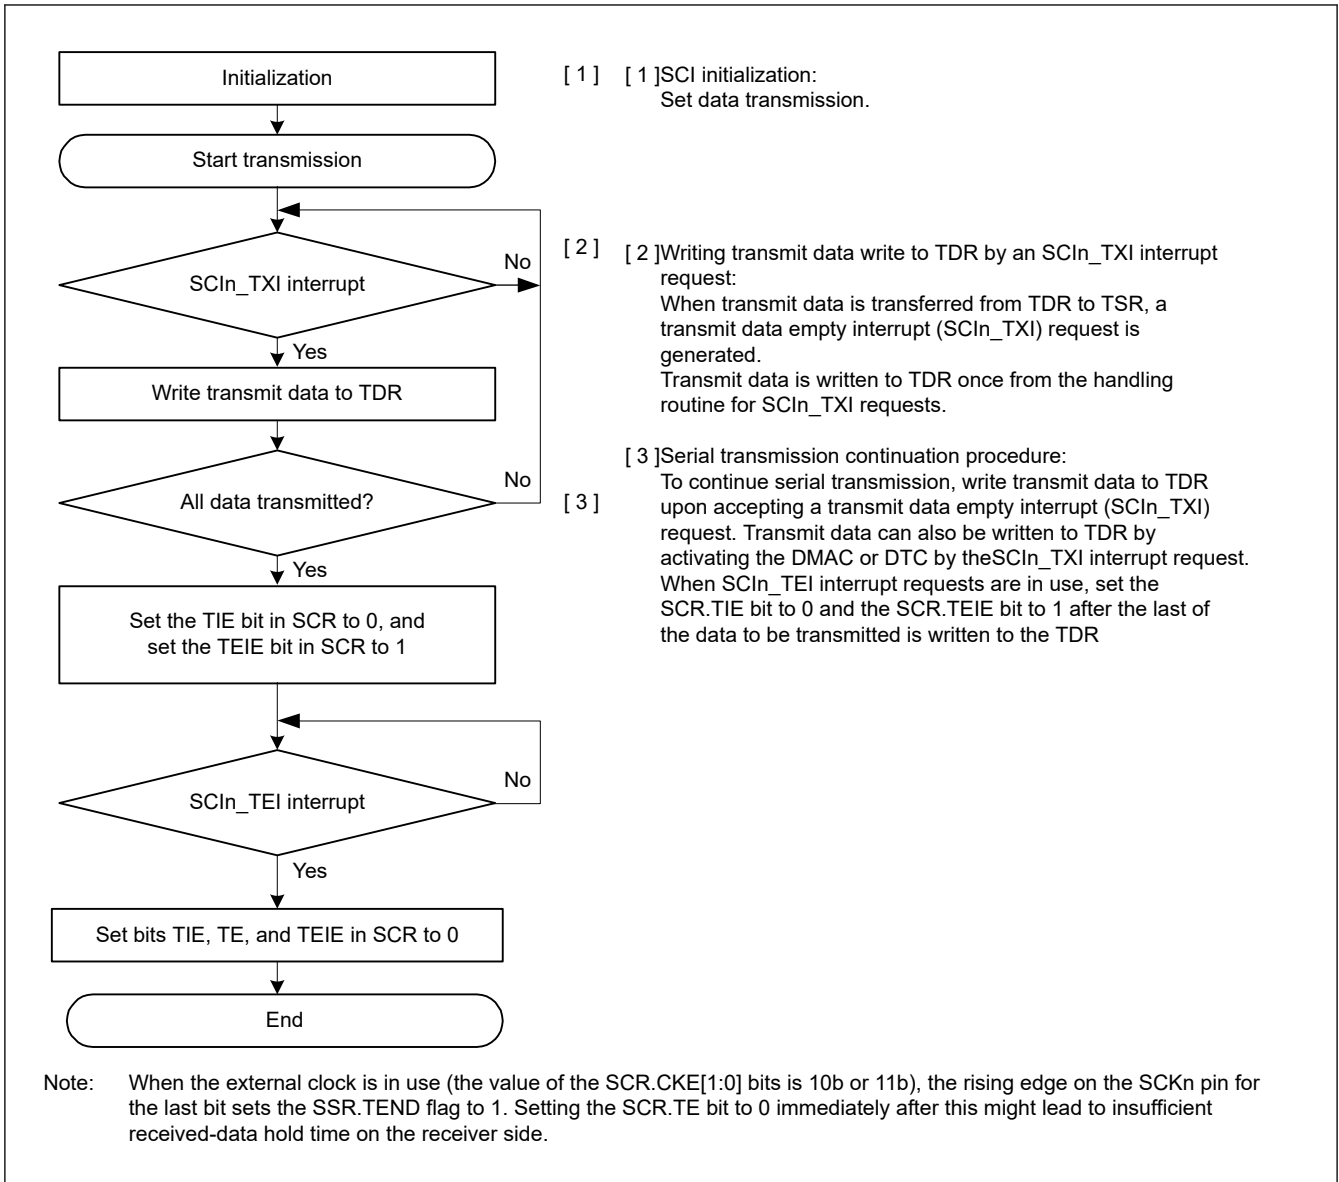 Initialization
[ 1 ]
[ 1 ]SCI initialization:
Set data transmission.
Start transmission
SCIn_TXI interrupt
No
Yes
[ 2 ]
[ 2 ]Writing transmit data write to TDR by an SCIn_TXI interrupt
request:
When transmit data is transferred from TDR to TSR, a
transmit data empty interrupt (SCIn_TXI) request is
generated.
Transmit data is written to TDR once from the handling
routine for SCIn_TXI requests.
Write transmit data to TDR
All data transmitted?
No
Yes
[ 3 ]
[ 3 ]Serial transmission continuation procedure:
To continue serial transmission, write transmit data to TDR
upon accepting a transmit data empty interrupt (SCIn_TXI)
request. Transmit data can also be written to TDR by
activating the DMAC or DTC by theSCIn_TXI interrupt request.
When SCIn_TEI interrupt requests are in use, set the
SCR.TIE bit to 0 and the SCR.TEIE bit to 1 after the last of
the data to be transmitted is written to the TDR
Set the TIE bit in SCR to 0, and
set the TEIE bit in SCR to 1
SCIn_TEI interrupt
No
Yes
Set bits TIE, TE, and TEIE in SCR to 0
End
Note: When the external clock is in use (the value of the SCR.CKE[1:0] bits is 10b or 11b), the rising edge on the SCKn pin for
the last bit sets the SSR.TEND flag to 1. Setting the SCR.TE bit to 0 immediately after this might lead to insufficient
received-data hold time on the receiver side.